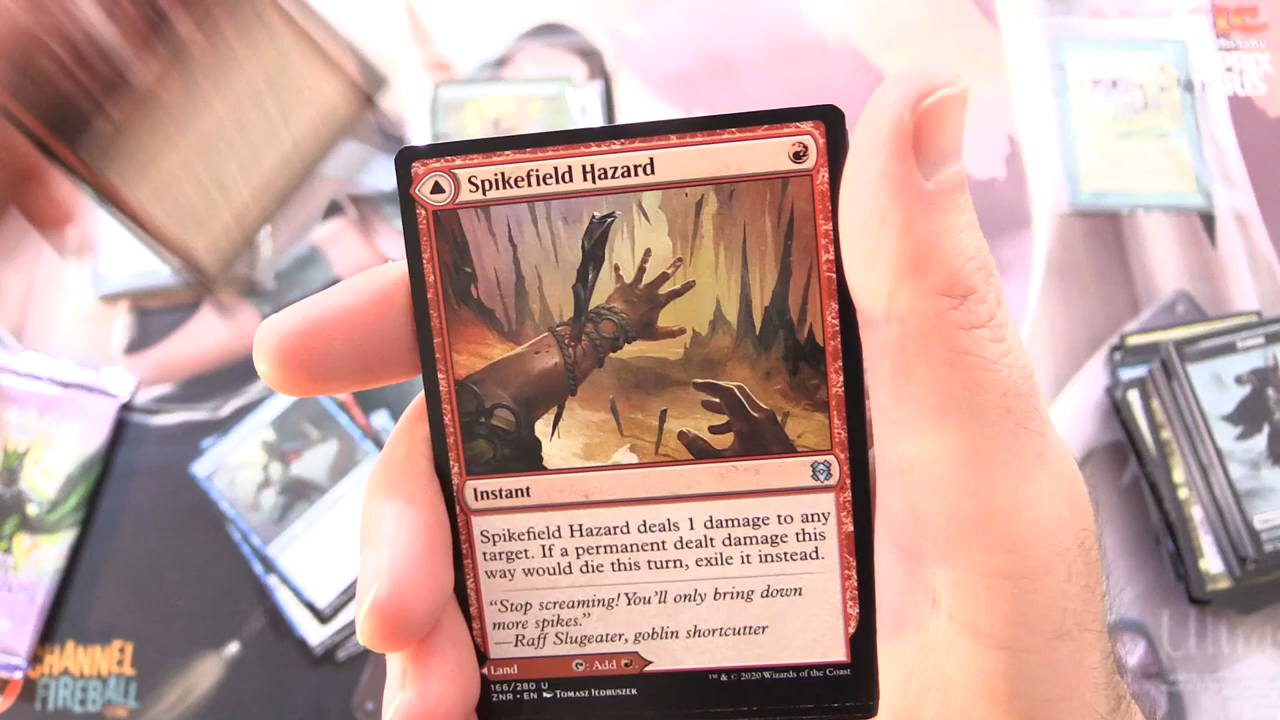 Spikefield Hazard
Instant
Spikefield Hazard deals 1 damage to any
target. If a permanent dealt damage this
way would die this turn, exile it instead.
“Stop screaming! You’ll only bring down
more spikes.”
—Raff Slugeater, goblin shortcutter
Land
: Add .
166/280 U
ZNR • EN Tomasz Jedruszek
™ & © 2020 Wizards of the Coast
CHANNEL
FIREBALL
Ultra